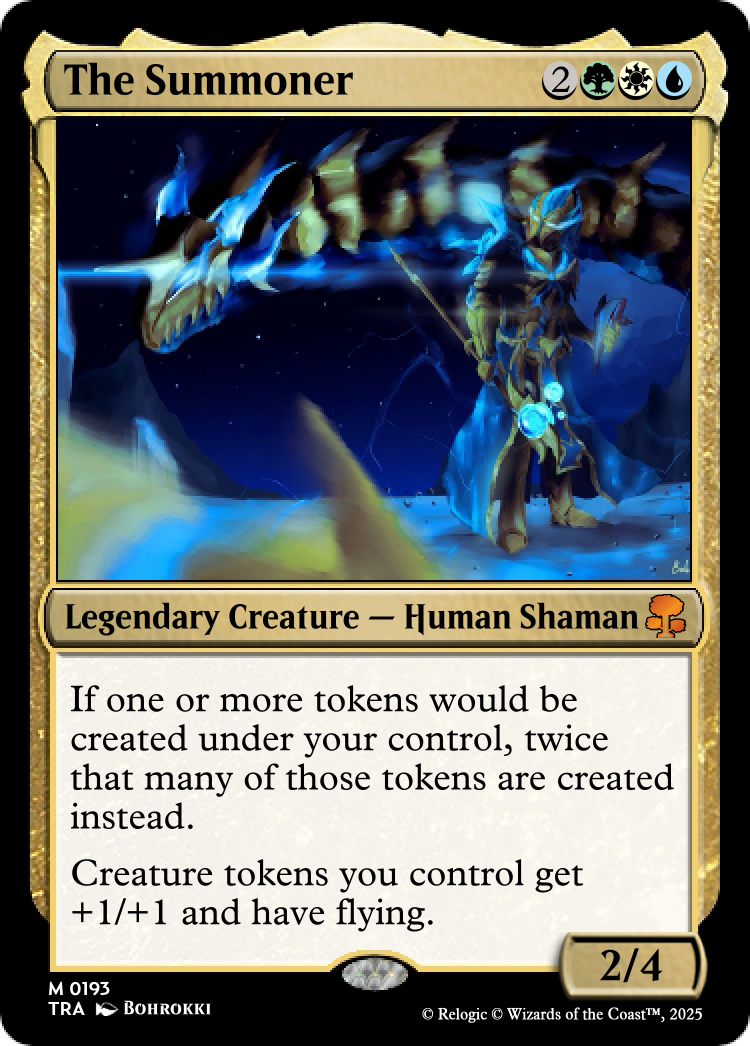 The Summoner 2
Legendary Creature — Human Shaman
If one or more tokens would be
created under your control, twice
that many of those tokens are created
instead.
Creature tokens you control get
+1/+1 and have flying.
2/4
M 0193
TRA BOHROKKI
© Relogic © Wizards of the Coast™, 2025